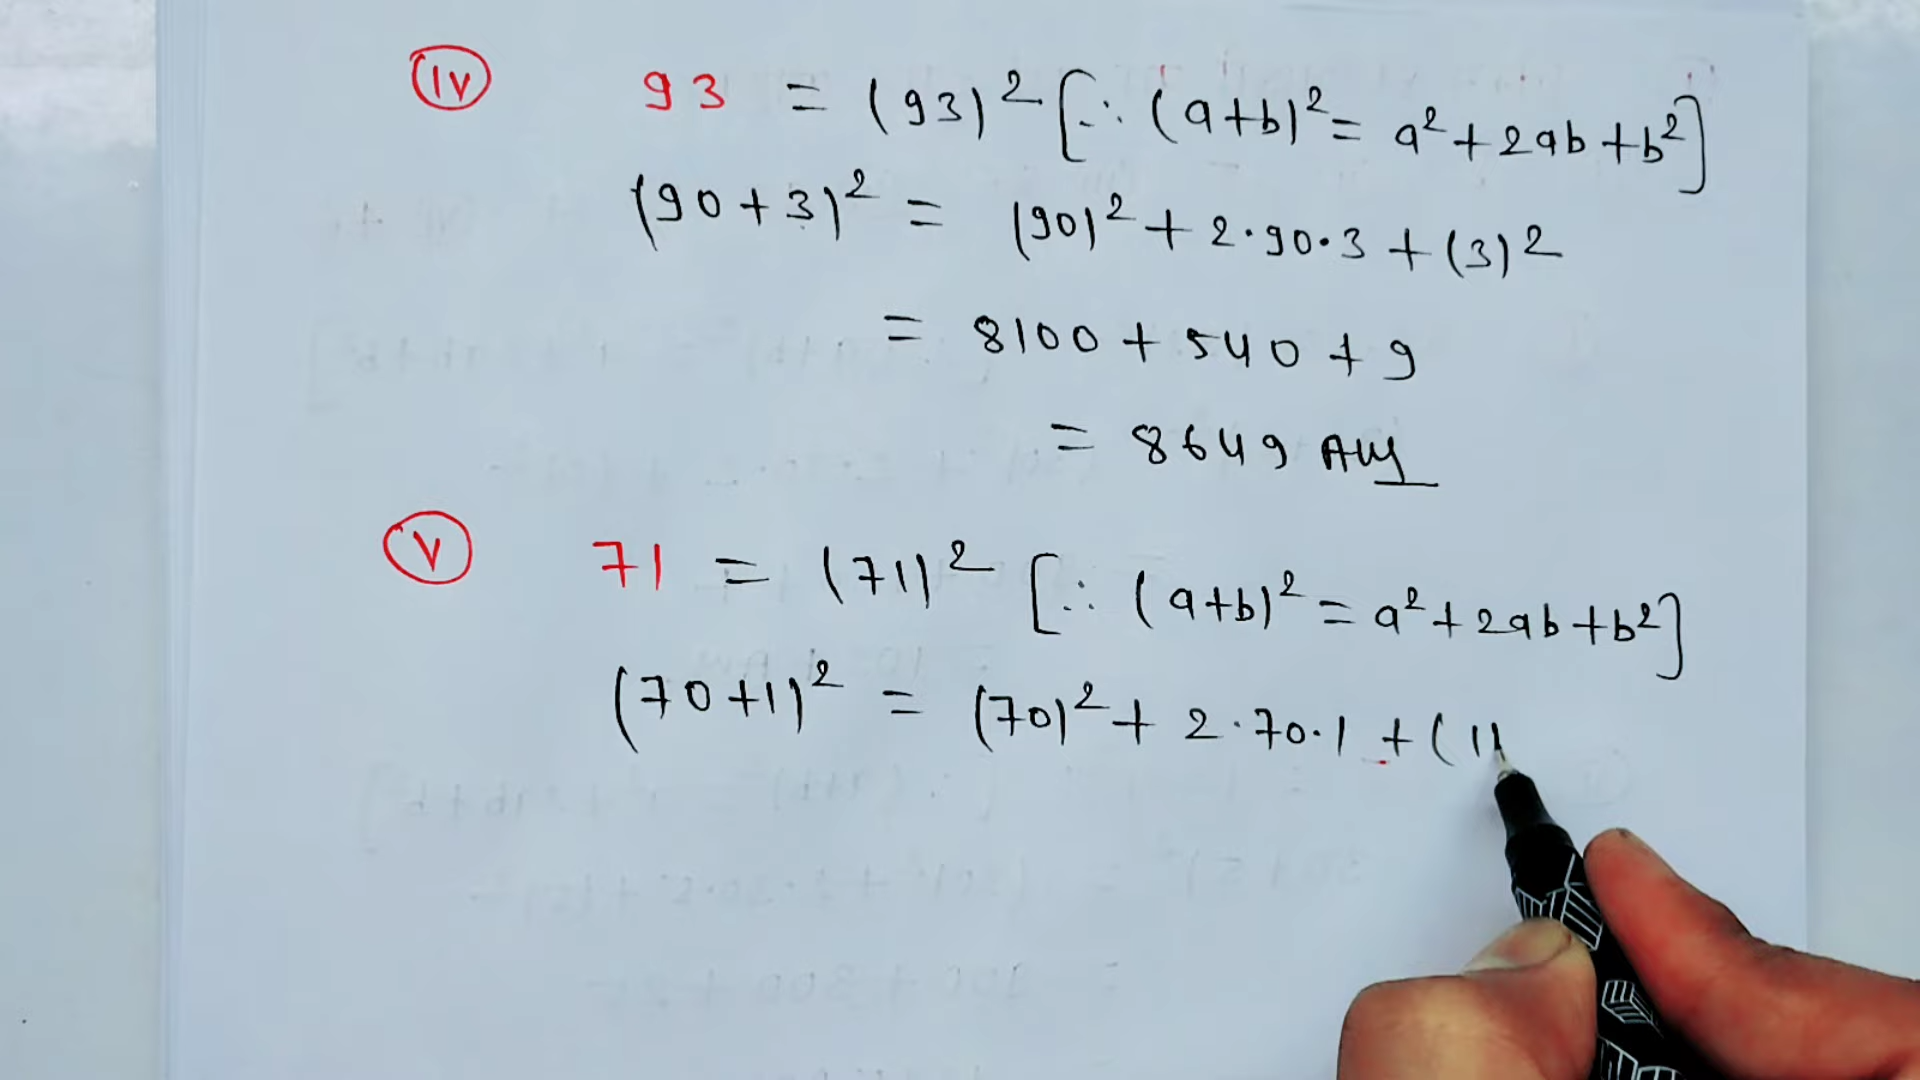 iv 93 = (93)² [∵ (a+b)² = a²+2ab+b²]
(90+3)² = (90)² + 2·90·3 + (3)²
= 8100 + 540 + 9
= 8649 Ans
v 71 = (71)² [∴ (a+b)² = a²+2ab+b²]
(70+1)² = (70)² + 2·70·1 + (1)